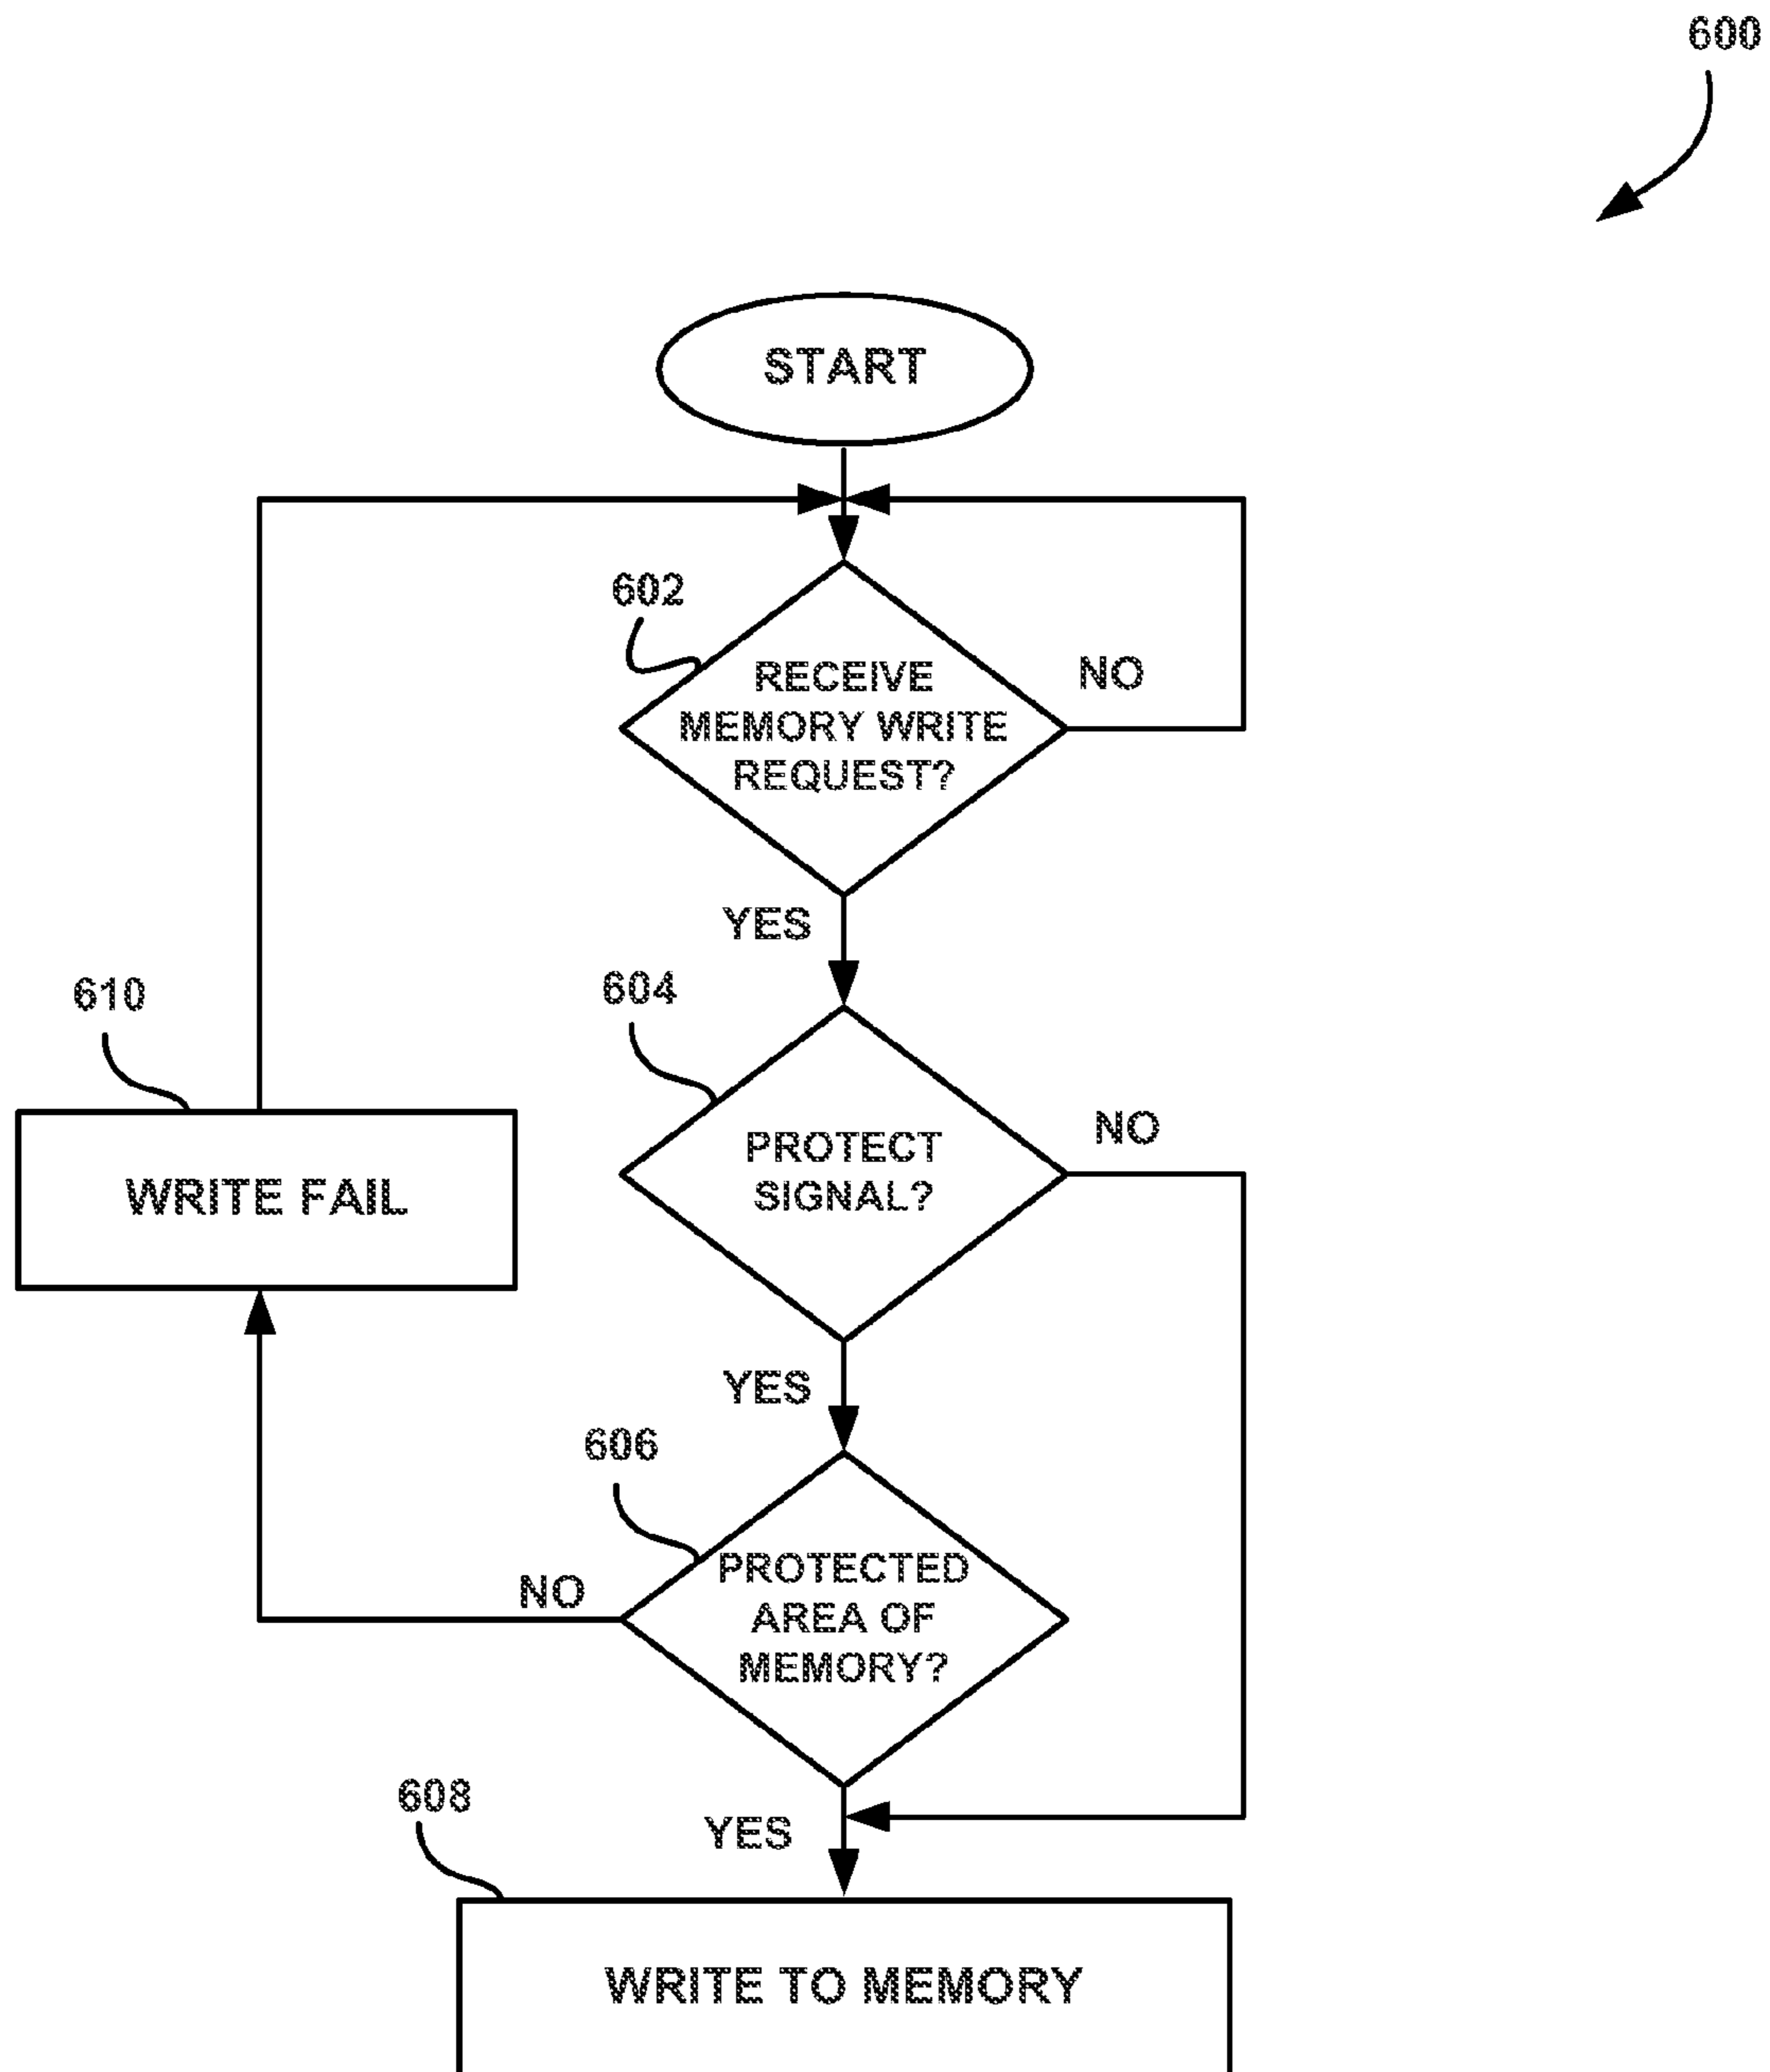 600
START
602
RECEIVE
MEMORY WRITE
REQUEST?
NO
YES
610
604
WRITE FAIL
PROTECT
SIGNAL?
NO
YES
606
NO
PROTECTED
AREA OF
MEMORY?
608
YES
WRITE TO MEMORY